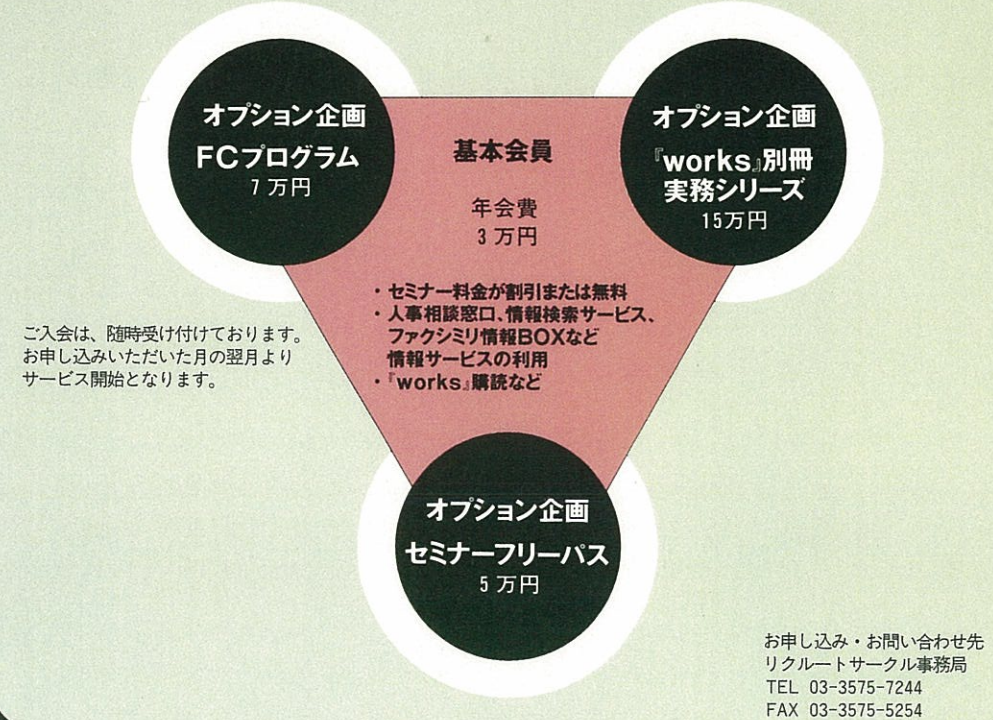 オプション企画
FCプログラム
7万円
オプション企画
『works』別冊
実務シリーズ
15万円
基本会員
年会費
3万円
・セミナー料金が割引または無料
・人事相談窓口、情報検索サービス、
ファクシミリ情報BOXなど
情報サービスの利用
・『works』購読など
ご入会は、随時受け付けております。
お申し込みいただいた月の翌月より
サービス開始となります。
オプション企画
セミナーフリーパス
5万円
お申し込み・お問い合わせ先
リクルートサークル事務局
TEL 03-3575-7244
FAX 03-3575-5254